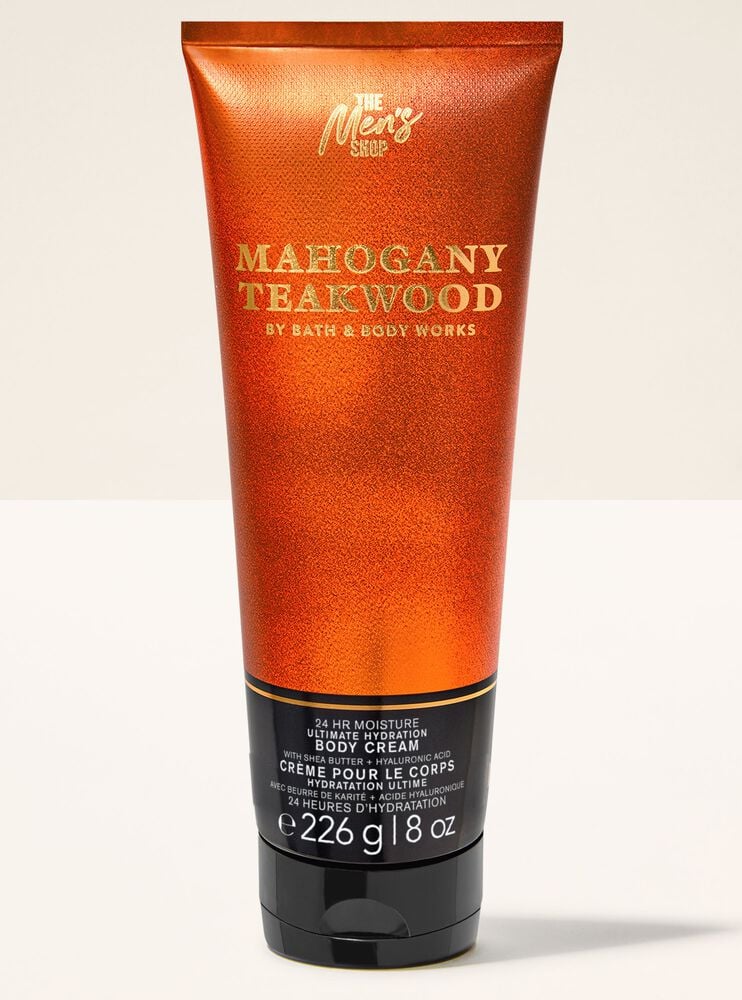 THE
Men's
SHOP
MAHOGANY
TEAKWOOD
BY BATH & BODY WORKS
24 HR MOISTURE
ULTIMATE HYDRATION
BODY CREAM
WITH SHEA BUTTER + HYALURONIC ACID
CRÈME POUR LE CORPS
HYDRATATION ULTIME
AVEC BEURRE DE KARITÉ + ACIDE HYALURONIQUE
24 HEURES D'HYDRATATION
℮ 226 g | 8 oz